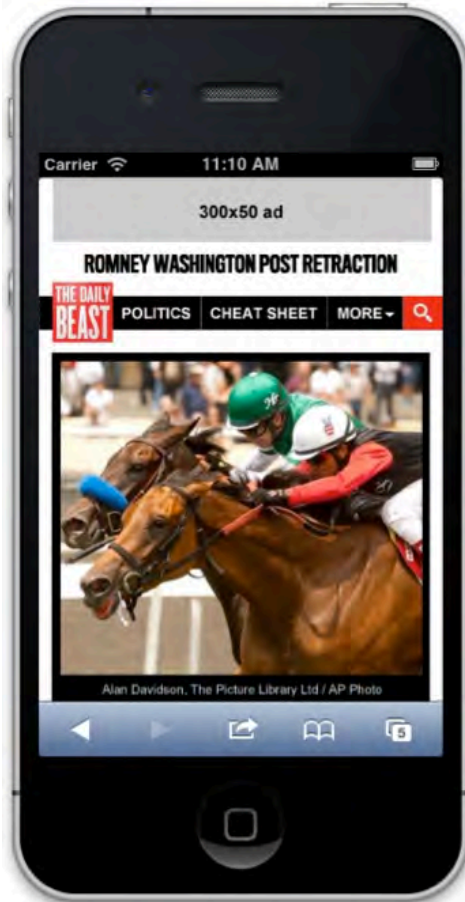 Carrier 11:10 AM
300x50 ad
ROMNEY WASHINGTON POST RETRACTION
THE DAILY
BEAST
POLITICS CHEAT SHEET MORE
Alan Davidson, The Picture Library Ltd / AP Photo
5